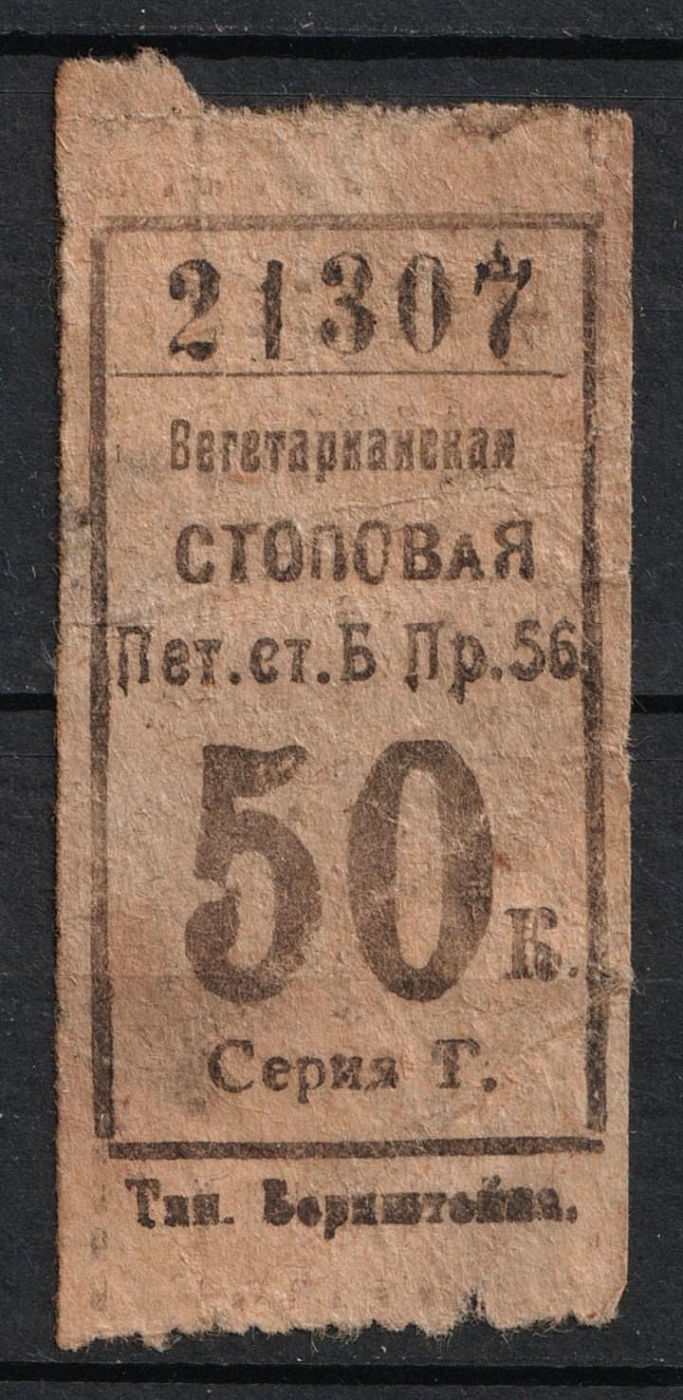 21307
Вегетарианская
СТОЛОВАЯ
Пет.ст.Б Пр.56
50 К.
Серия Т.
Тип. Бернштейна.